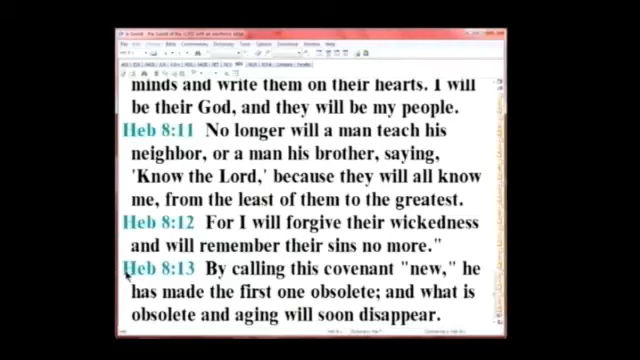 minds and write them on their hearts. I will
be their God, and they will be my people.
Heb 8:11 No longer will a man teach his
neighbor, or a man his brother, saying,
'Know the Lord,' because they will all know
me, from the least of them to the greatest.
Heb 8:12 For I will forgive their wickedness
and will remember their sins no more."
Heb 8:13 By calling this covenant "new," he
has made the first one obsolete; and what is
obsolete and aging will soon disappear.